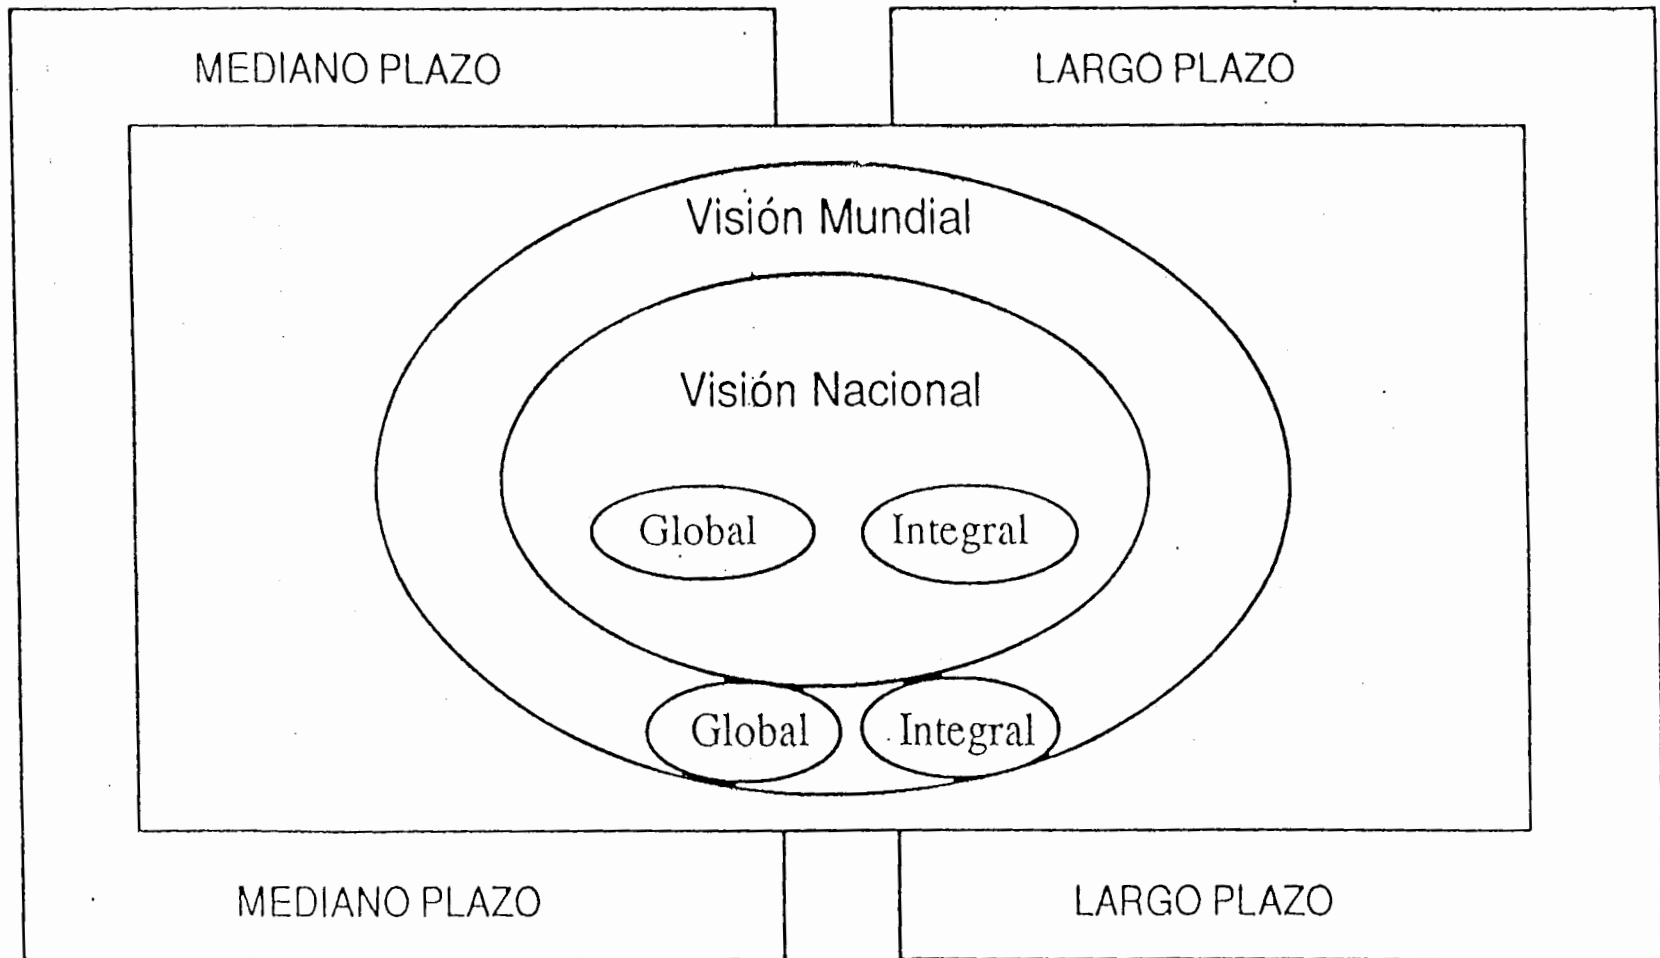 MEDIANO PLAZO
LARGO PLAZO
Visión Mundial
Visión Nacional
Global
Integral
Global
Integral
MEDIANO PLAZO
LARGO PLAZO